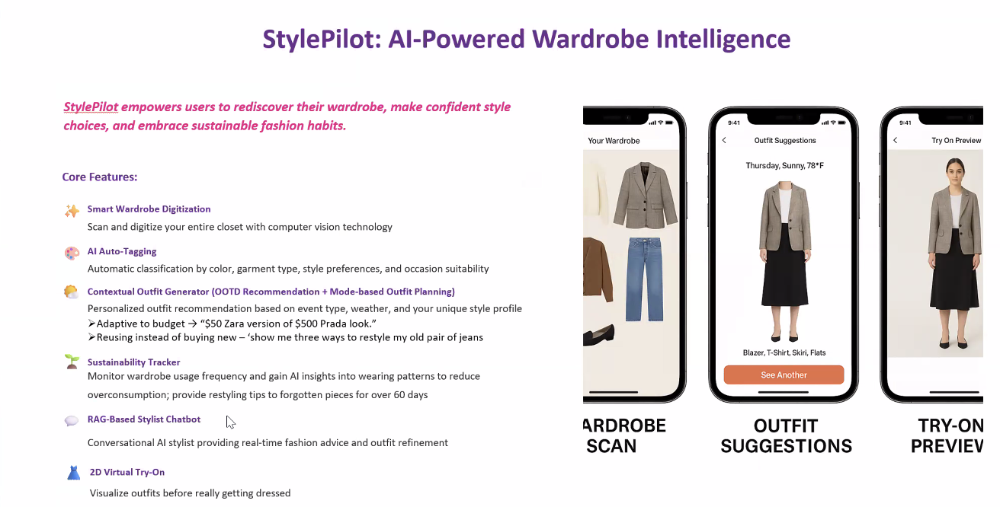 StylePilot: AI-Powered Wardrobe Intelligence
StylePilot empowers users to rediscover their wardrobe, make confident style
choices, and embrace sustainable fashion habits.
Core Features:
Smart Wardrobe Digitization
Scan and digitize your entire closet with computer vision technology
AI Auto-Tagging
Automatic classification by color, garment type, style preferences, and occasion suitability
Contextual Outfit Generator (OOTD Recommendation + Mode-based Outfit Planning)
Personalized outfit recommendation based on event type, weather, and your unique style profile
➢Adaptive to budget → “$50 Zara version of $500 Prada look.”
➢Reusing instead of buying new – ‘show me three ways to restyle my old pair of jeans
Sustainability Tracker
Monitor wardrobe usage frequency and gain AI insights into wearing patterns to reduce
overconsumption; provide restyling tips to forgotten pieces for over 60 days
RAG-Based Stylist Chatbot
Conversational AI stylist providing real-time fashion advice and outfit refinement
2D Virtual Try-On
Visualize outfits before really getting dressed
Your Wardrobe
ARDROBE
SCAN
9:41
Outfit Suggestions
Thursday, Sunny, 78*F
Blazer, T-Shirt, Skiri, Flats
See Another
OUTFIT
SUGGESTIONS
9:41
Try On Preview
TRY-ON
PREVIEW